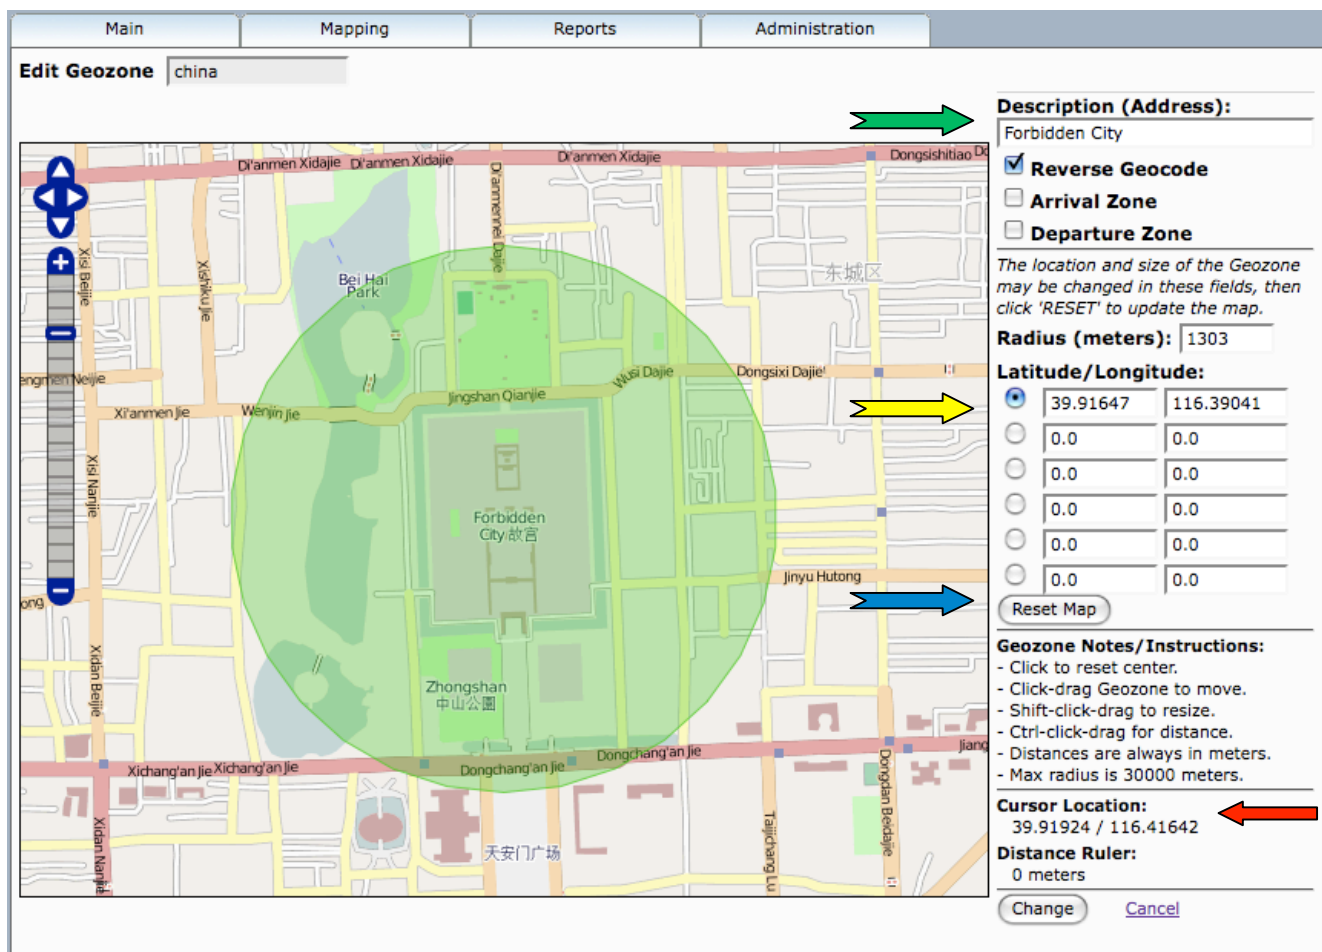 Main
Mapping
Reports
Administration
Edit Geozone china
Di'anmen Xidajie Di'anmen Xidajie
Di'anmen Xidajie
Dongsishitiao
Di'anmennei Dajie
Xisi Beijie
Xishiku Jie
Bei Hai
Park
东城区
engmen Neijie
Wusi Dajie
Dongsixi Dajie
Jingshan Qianjie
Xi'anmen Jie
Wenjin jie
Xisi Nanjie
Forbidden
City 故宫
Jinyu Hutong
ong
Xidan Beijie
Zhongshan
中山公園
Xichang'an Jie Xichang'an Jie
Dongchang'an Jie
Dongchang'an Jie
Jiang
Dongdan Beidajie
Taijichang Lu
Xidan Nanjie
天安门广场
Description (Address):
Forbidden City
Reverse Geocode
Arrival Zone
Departure Zone
The location and size of the Geozone
may be changed in these fields, then
click 'RESET' to update the map.
Radius (meters): 1303
Latitude/Longitude:
39.91647 116.39041
0.0 0.0
0.0 0.0
0.0 0.0
0.0 0.0
0.0 0.0
Reset Map
Geozone Notes/Instructions:
- Click to reset center.
- Click-drag Geozone to move.
- Shift-click-drag to resize.
- Ctrl-click-drag for distance.
- Distances are always in meters.
- Max radius is 30000 meters.
Cursor Location:
39.91924 / 116.41642
Distance Ruler:
0 meters
Change Cancel